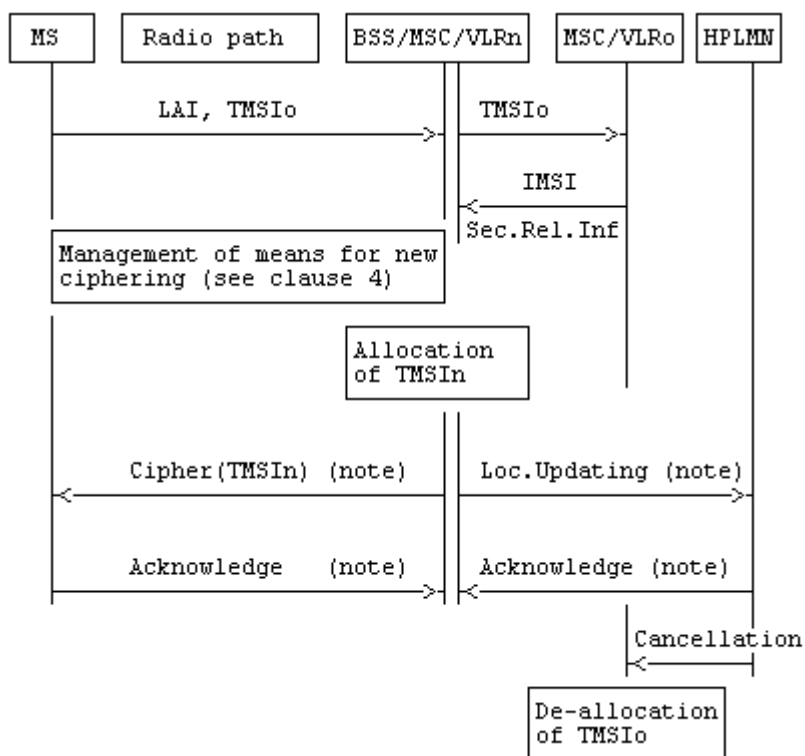 MS Radio path BSS/MSC/VLRn MSC/VLRo HPLMN
LAI, TMSIo TMSIo
IMSI
Sec.Rel.Inf
Management of means for new
ciphering (see clause 4)
Allocation
of TMSIn
Cipher(TMSIn) (note) Loc.Updating (note)
Acknowledge (note) Acknowledge (note)
Cancellation
De-allocation
of TMSIo